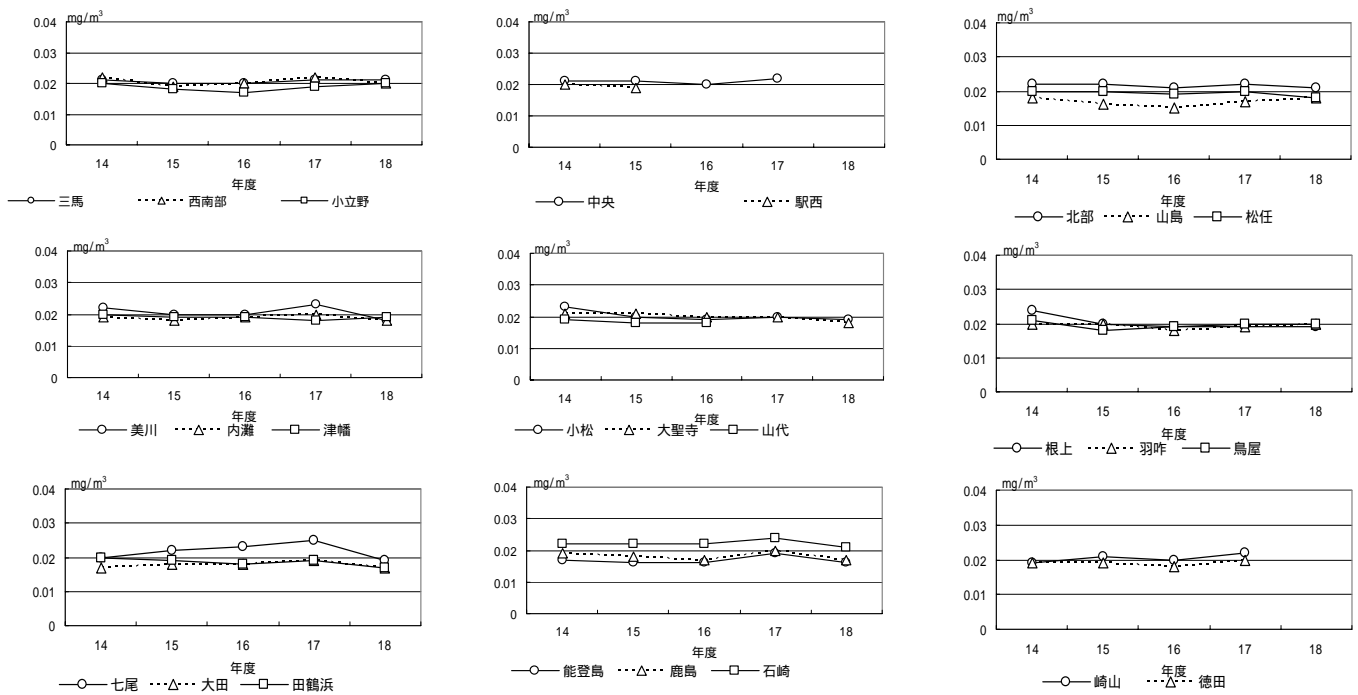 mg/m³
0.04
0.03
0.02
0.01
0
14 15 16 17 18
年度
三馬 西南部 小立野
mg/m³
0.04
0.03
0.02
0.01
0
14 15 16 17 18
年度
中央 駅西
mg/m³
0.04
0.03
0.02
0.01
0
14 15 16 17 18
年度
北部 山島 松任
mg/m³
0.04
0.03
0.02
0.01
0
14 15 16 17 18
年度
美川 内灘 津幡
mg/m³
0.04
0.03
0.02
0.01
0
14 15 16 17 18
年度
小松 大聖寺 山代
mg/m³
0.04
0.03
0.02
0.01
0
14 15 16 17 18
年度
根上 羽咋 鳥屋
mg/m³
0.04
0.03
0.02
0.01
0
14 15 16 17 18
年度
七尾 大田 田鶴浜
mg/m³
0.04
0.03
0.02
0.01
0
14 15 16 17 18
年度
能登島 鹿島 石崎
mg/m³
0.04
0.03
0.02
0.01
0
14 15 16 17 18
年度
崎山 徳田